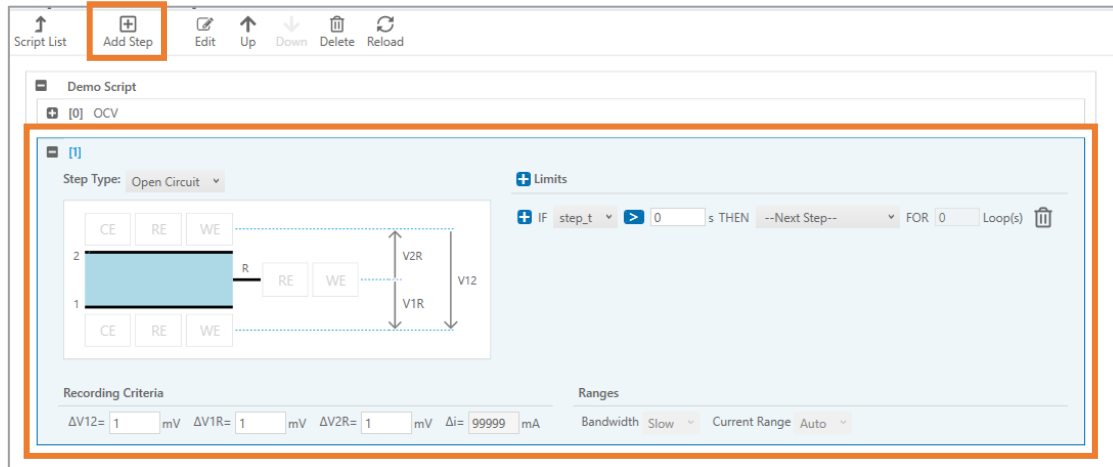 Script List Add Step Edit Up Down Delete Reload
Demo Script
[0] OCV
[1]
Step Type: Open Circuit
Limits
IF step_t > 0 s THEN --Next Step-- FOR 0 Loop(s)
CE RE WE
2
V2R
R
RE WE
V12
1
V1R
CE RE WE
Recording Criteria
Ranges
ΔV12= 1 mV ΔV1R= 1 mV ΔV2R= 1 mV Δi= 99999 mA
Bandwidth Slow Current Range Auto